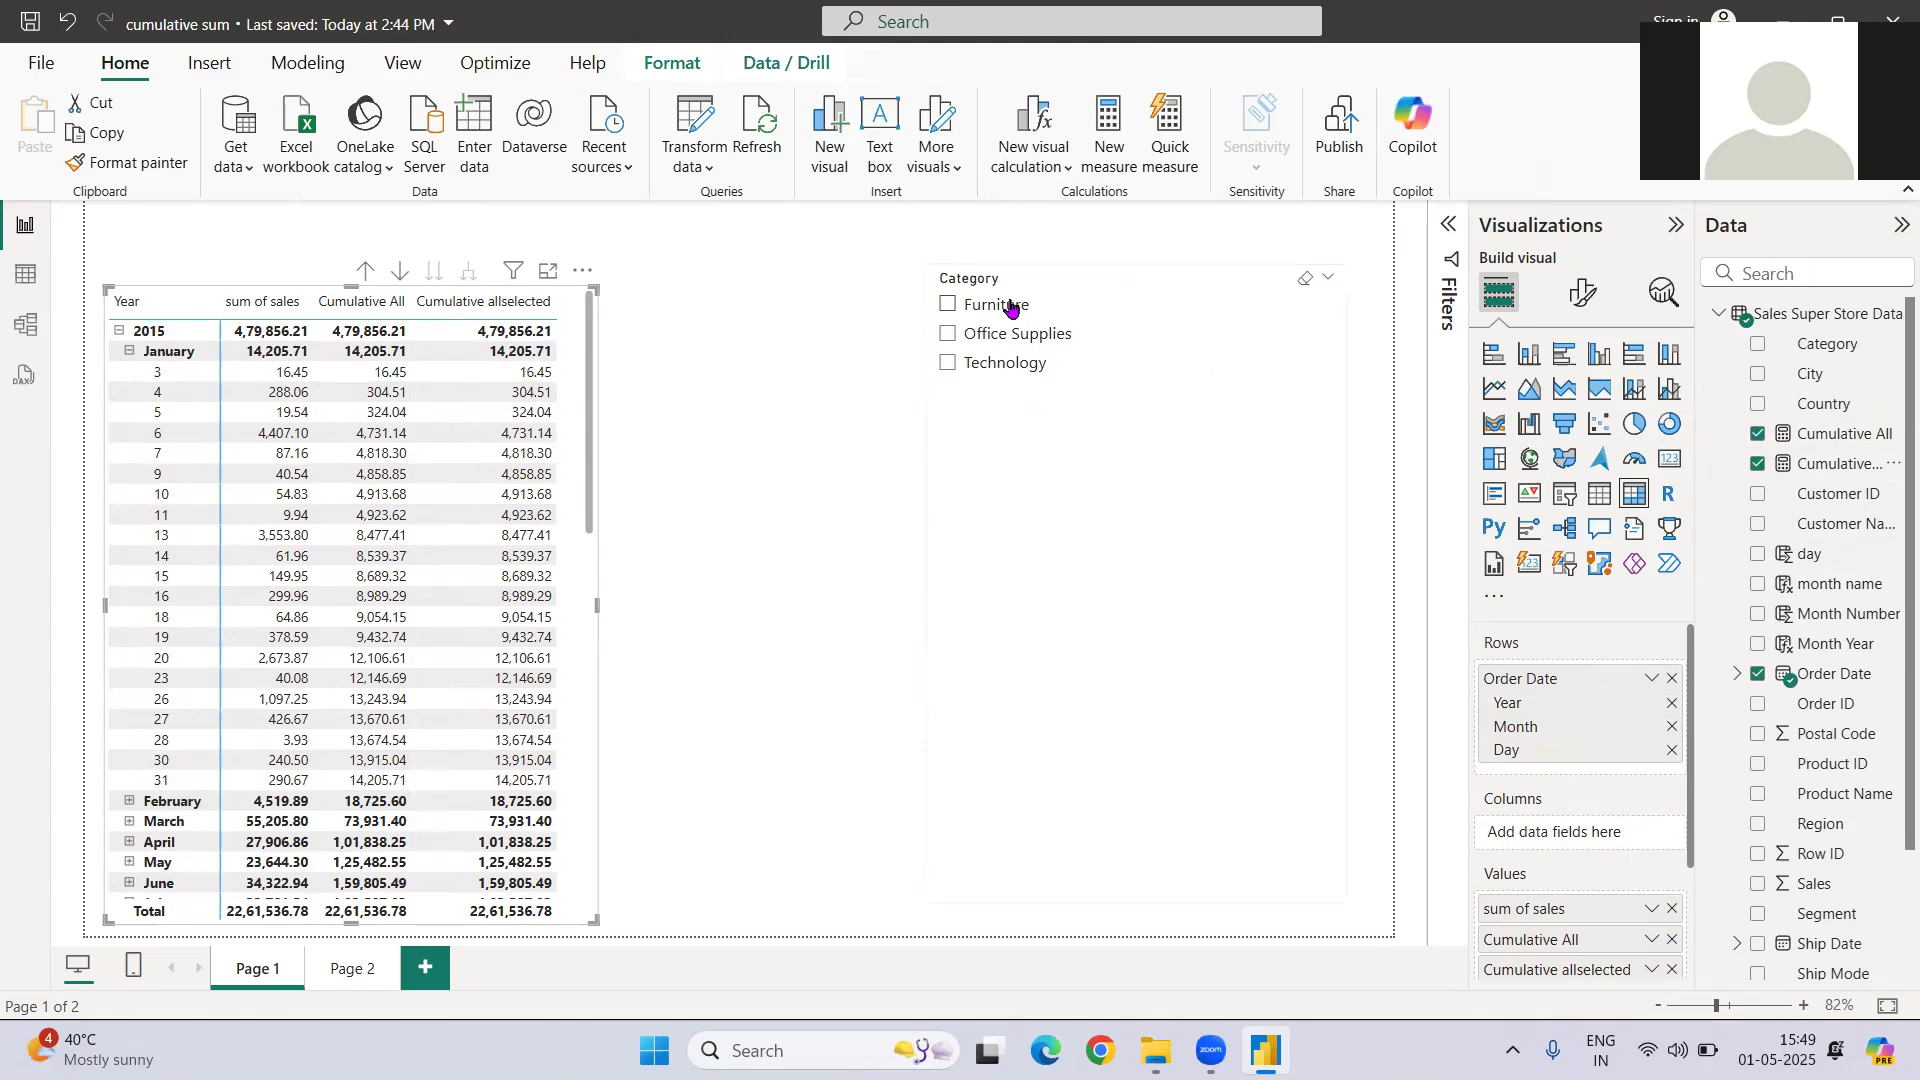 cumulative sum • Last saved: Today at 2:44 PM
Search
File
Home
Insert
Modeling
View
Optimize
Help
Format
Data / Drill
Paste
Cut
Copy
Format painter
Clipboard
Get data
Excel workbook
OneLake catalog
SQL Server
Enter data
Dataverse
Recent sources
Data
Transform data
Refresh
Queries
New visual
Text box
More visuals
Insert
New visual calculation
New measure
Quick measure
Calculations
Sensitivity
Sensitivity
Publish
Share
Copilot
Copilot
Year sum of sales Cumulative All Cumulative allselected
2015 4,79,856.21 4,79,856.21 4,79,856.21
January 14,205.71 14,205.71 14,205.71
3 16.45 16.45 16.45
4 288.06 304.51 304.51
5 19.54 324.04 324.04
6 4,407.10 4,731.14 4,731.14
7 87.16 4,818.30 4,818.30
9 40.54 4,858.85 4,858.85
10 54.83 4,913.68 4,913.68
11 9.94 4,923.62 4,923.62
13 3,553.80 8,477.41 8,477.41
14 61.96 8,539.37 8,539.37
15 149.95 8,689.32 8,689.32
16 299.96 8,989.29 8,989.29
18 64.86 9,054.15 9,054.15
19 378.59 9,432.74 9,432.74
20 2,673.87 12,106.61 12,106.61
23 40.08 12,146.69 12,146.69
26 1,097.25 13,243.94 13,243.94
27 426.67 13,670.61 13,670.61
28 3.93 13,674.54 13,674.54
30 240.50 13,915.04 13,915.04
31 290.67 14,205.71 14,205.71
February 4,519.89 18,725.60 18,725.60
March 55,205.80 73,931.40 73,931.40
April 27,906.86 1,01,838.25 1,01,838.25
May 23,644.30 1,25,482.55 1,25,482.55
June 34,322.94 1,59,805.49 1,59,805.49
Total 22,61,536.78 22,61,536.78 22,61,536.78
Category
Furniture
Office Supplies
Technology
Filters
Visualizations
Build visual
123
R
Py
123
Rows
Order Date
Year
Month
Day
Columns
Add data fields here
Values
sum of sales
Cumulative All
Cumulative allselected
Data
Search
Sales Super Store Data
Category
City
Country
Cumulative All
Cumulative...
Customer ID
Customer Na...
day
month name
Month Number
Month Year
Order Date
Order ID
Postal Code
Product ID
Product Name
Region
Row ID
Sales
Segment
Ship Date
Ship Mode
Page 1
Page 2
Page 1 of 2
82%
4
40°C
Mostly sunny
Search
zoom
ENG
IN
15:49
01-05-2025
PRE